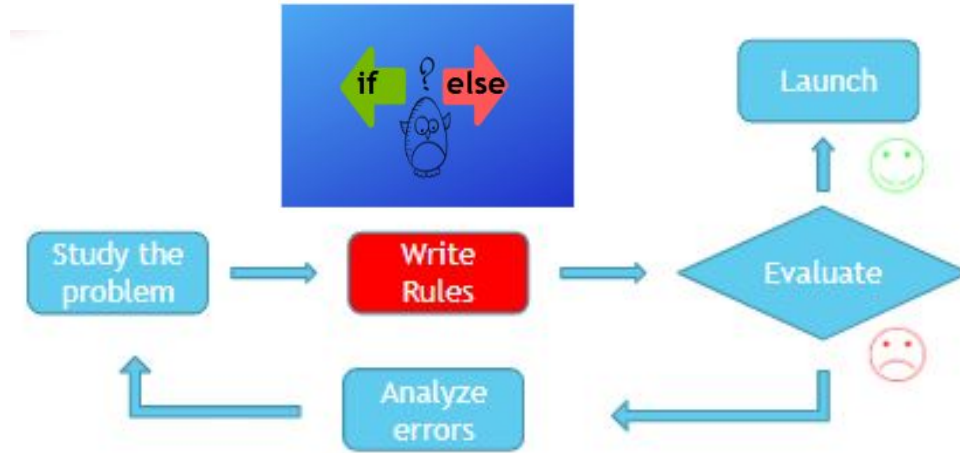 if
?
else
Launch
Study the
problem
Write
Rules
Evaluate
Analyze
errors